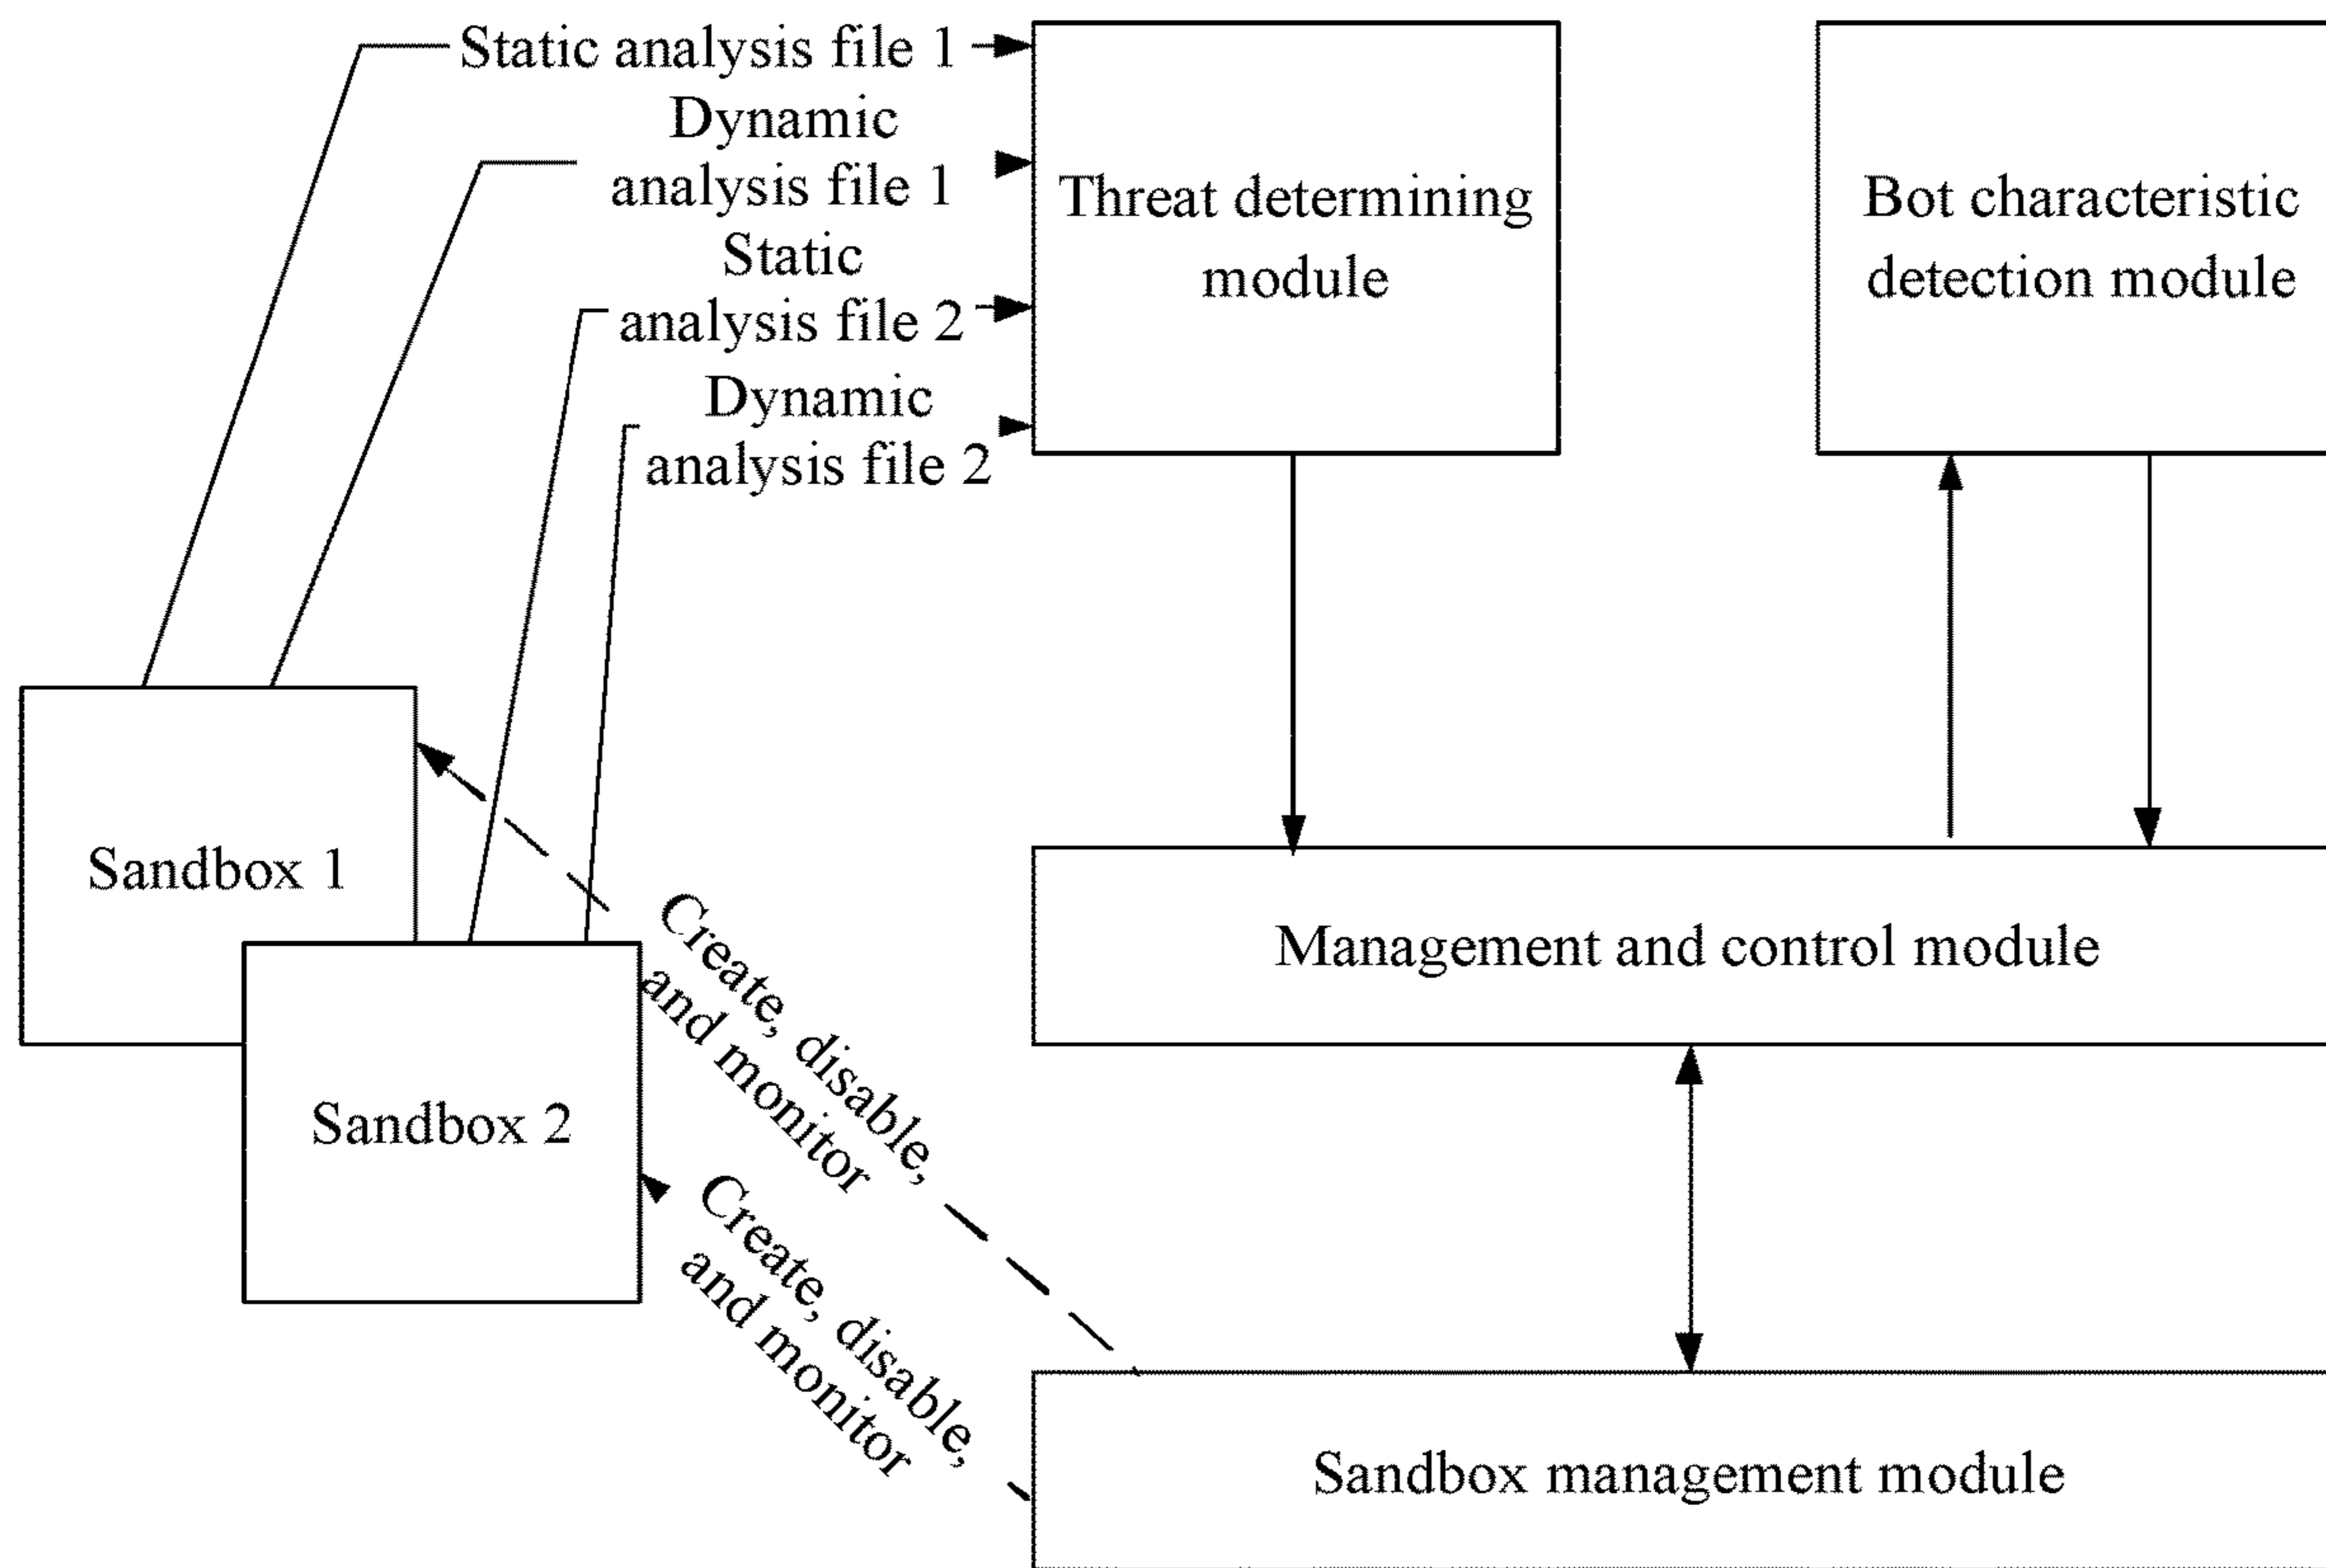 Static analysis file 1
Dynamic
analysis file 1
Static
analysis file 2
Dynamic
analysis file 2
Threat determining
module
Bot characteristic
detection module
Sandbox 1
Sandbox 2
Create, disable,
and monitor
Create, disable,
and monitor
Management and control module
Sandbox management module